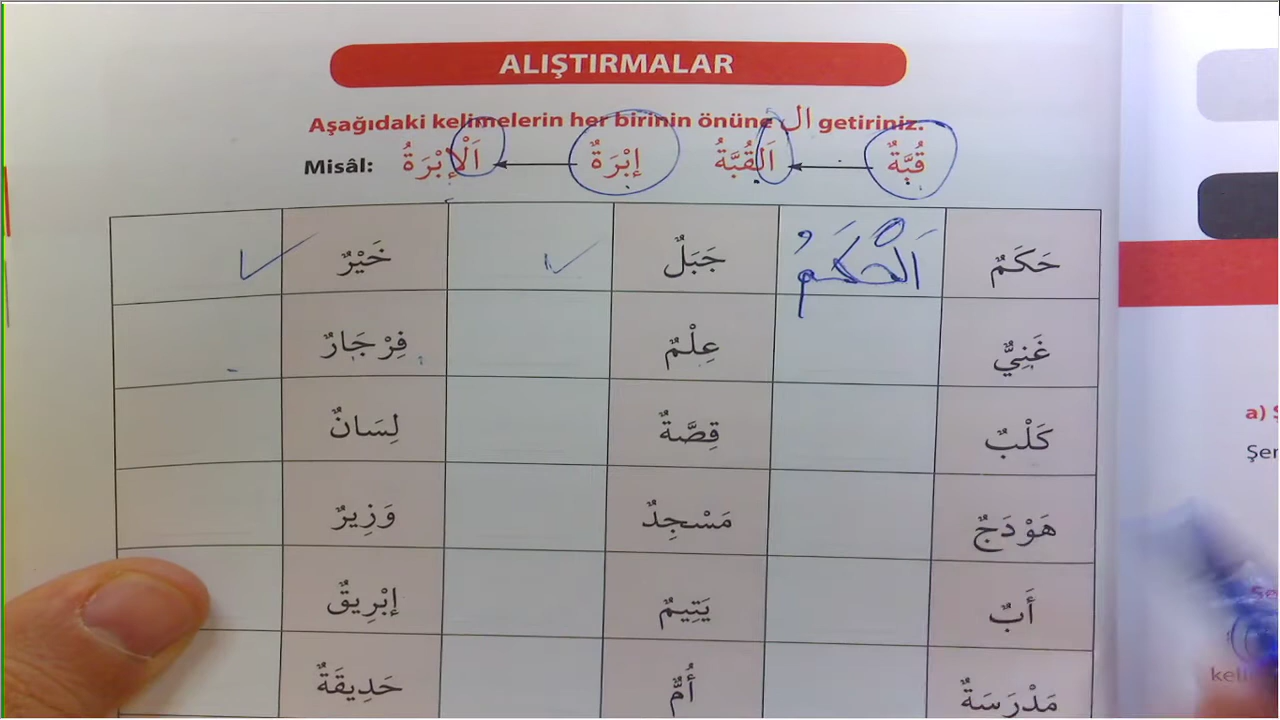 ALIŞTIRMALAR
Aşağıdaki kelimelerin her birinin önüne ال getiriniz.
Misâl: قُبَّةٌ اَلْقُبَّةُ إِبْرَةٌ اَلْإِبْرَةُ
حَكَمٌ اَلْحَكَمُ جَبَلٌ خَيْرٌ
غَنِيٌّ عِلْمٌ فِرْجَارٌ
كَلْبٌ قِصَّةٌ لِسَانٌ
هَوْدَجٌ مَسْجِدٌ وَزِيرٌ
أَبٌ يَتِيمٌ إِبْرِيقٌ
مَدْرَسَةٌ أُمٌّ حَدِيقَةٌ
a)